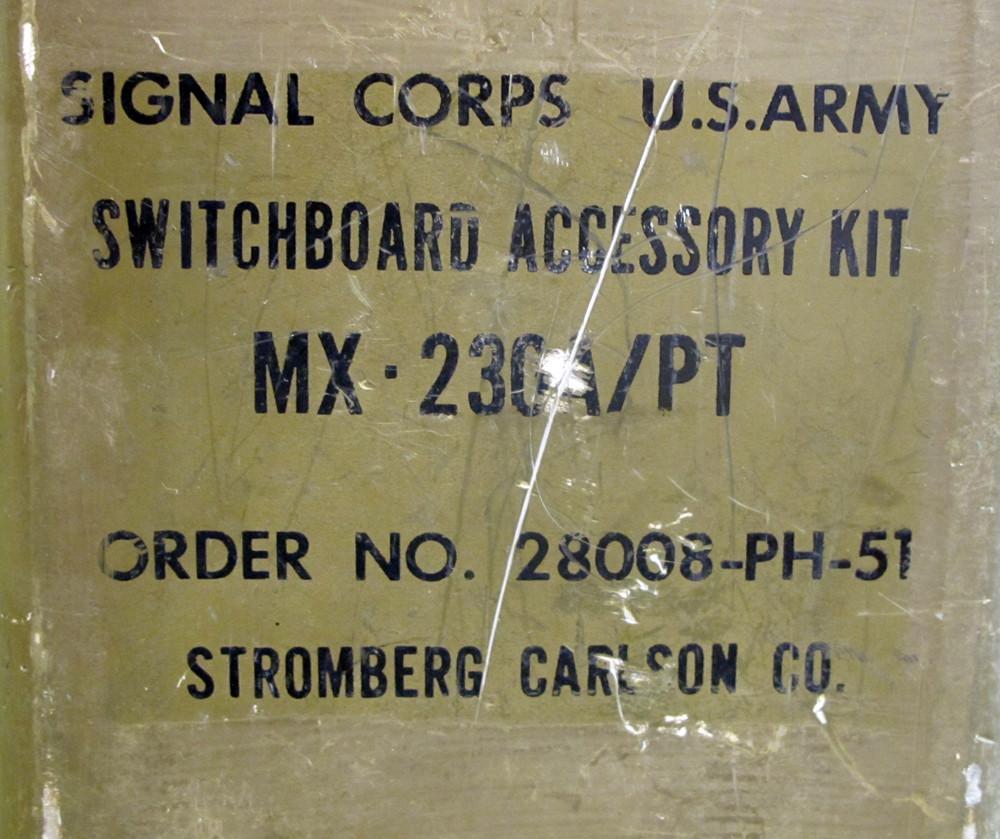 SIGNAL CORPS U.S.ARMY
SWITCHBOARD ACCESSORY KIT
MX-230A/PT
ORDER NO. 28008-PH-51
STROMBERG CARLSON CO.